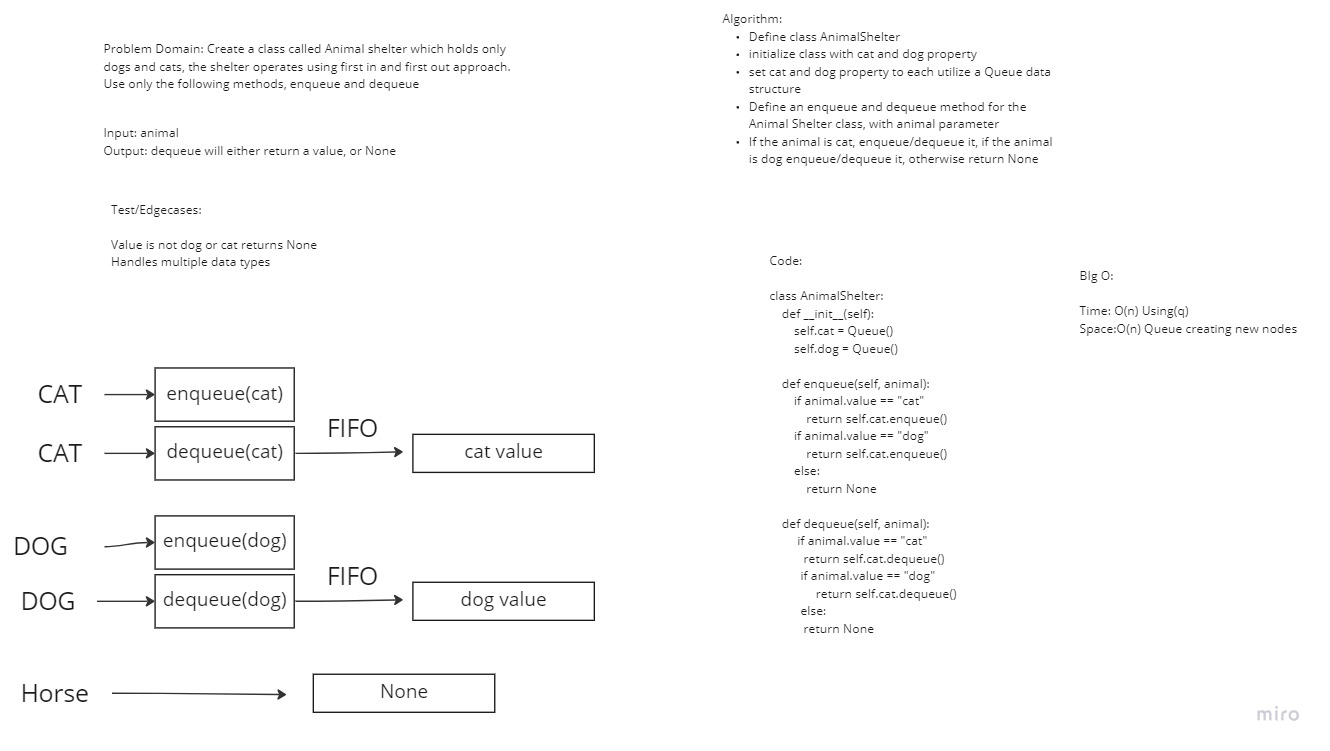 Problem Domain: Create a class called Animal shelter which holds only
dogs and cats, the shelter operates using first in and first out approach.
Use only the following methods, enqueue and dequeue
Input: animal
Output: dequeue will either return a value, or None
Test/Edgecases:
Value is not dog or cat returns None
Handles multiple data types
CAT
enqueue(cat)
CAT
dequeue(cat)
FIFO
cat value
DOG
enqueue(dog)
DOG
dequeue(dog)
FIFO
dog value
Horse
None
Algorithm:
• Define class AnimalShelter
• initialize class with cat and dog property
• set cat and dog property to each utilize a Queue data
structure
• Define an enqueue and dequeue method for the
Animal Shelter class, with animal parameter
• If the animal is cat, enqueue/dequeue it, if the animal
is dog enqueue/dequeue it, otherwise return None
Code:
class AnimalShelter:
def __init__(self):
self.cat = Queue()
self.dog = Queue()
def enqueue(self, animal):
if animal.value == "cat"
return self.cat.enqueue()
if animal.value == "dog"
return self.cat.enqueue()
else:
return None
def dequeue(self, animal):
if animal.value == "cat"
return self.cat.dequeue()
if animal.value == "dog"
return self.cat.dequeue()
else:
return None
BIg O:
Time: O(n) Using(q)
Space:O(n) Queue creating new nodes
miro